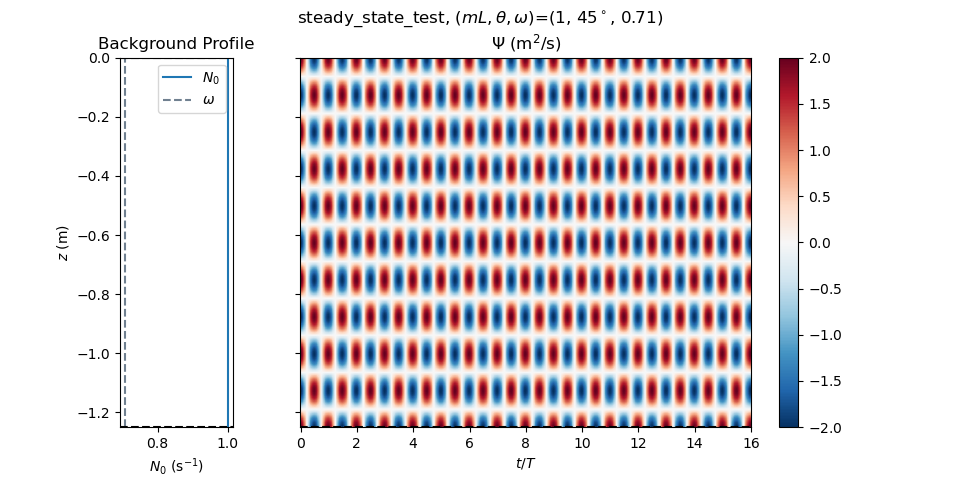 steady_state_test, (mL, θ, ω)=(1, 45°, 0.71)
Background Profile
Ψ (m²/s)
N₀
ω
0.0
−0.2
−0.4
−0.6
−0.8
−1.0
−1.2
z (m)
0.8 1.0
N₀ (s⁻¹)
0 2 4 6 8 10 12 14 16
t/T
2.0
1.5
1.0
0.5
0.0
−0.5
−1.0
−1.5
−2.0